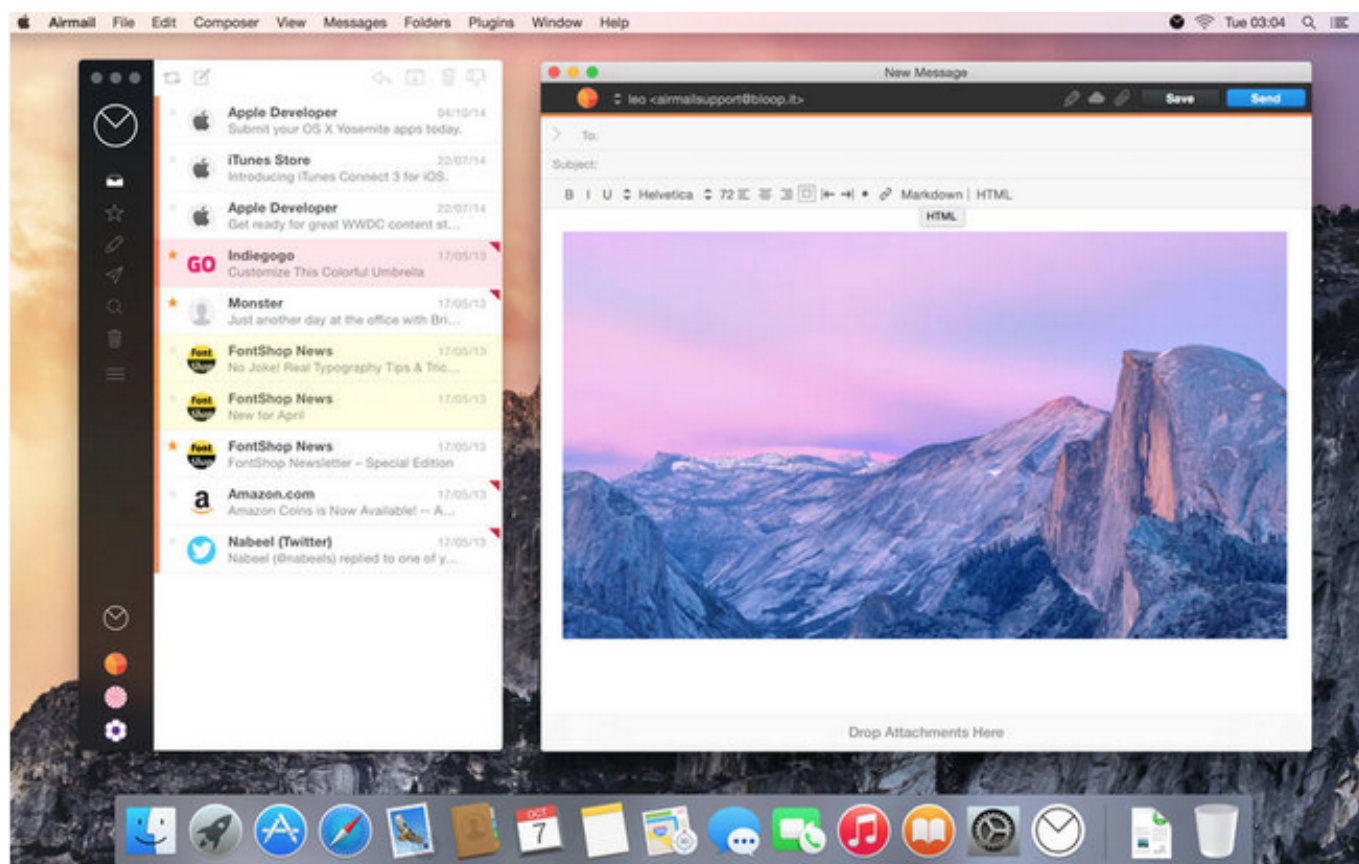 Airmail File Edit Composer View Messages Folders Plugins Window Help Tue 03:04
Apple Developer 04/10/14
Submit your OS X Yosemite apps today.
iTunes Store 22/07/14
Introducing iTunes Connect 3 for iOS.
Apple Developer 22/07/14
Get ready for great WWDC content st...
GO
Indiegogo 17/05/13
Customize This Colorful Umbrella
Monster 17/05/13
Just another day at the office with Bri...
Font
Shop
FontShop News 17/05/13
No Joke! Real Typography Tips & Tric...
Font
Shop
FontShop News 17/05/13
New for April
Font
Shop
FontShop News 17/05/13
FontShop Newsletter – Special Edition
a
Amazon.com 17/05/13
Amazon Coins is Now Available! -- A...
Nabeel (Twitter) 17/05/13
Nabeel (@nabeels) replied to one of y...
New Message
leo <airmailsupport@bloop.it> Save Send
To:
Subject:
B I U Helvetica 72 Markdown | HTML
HTML
Drop Attachments Here
OCT
7